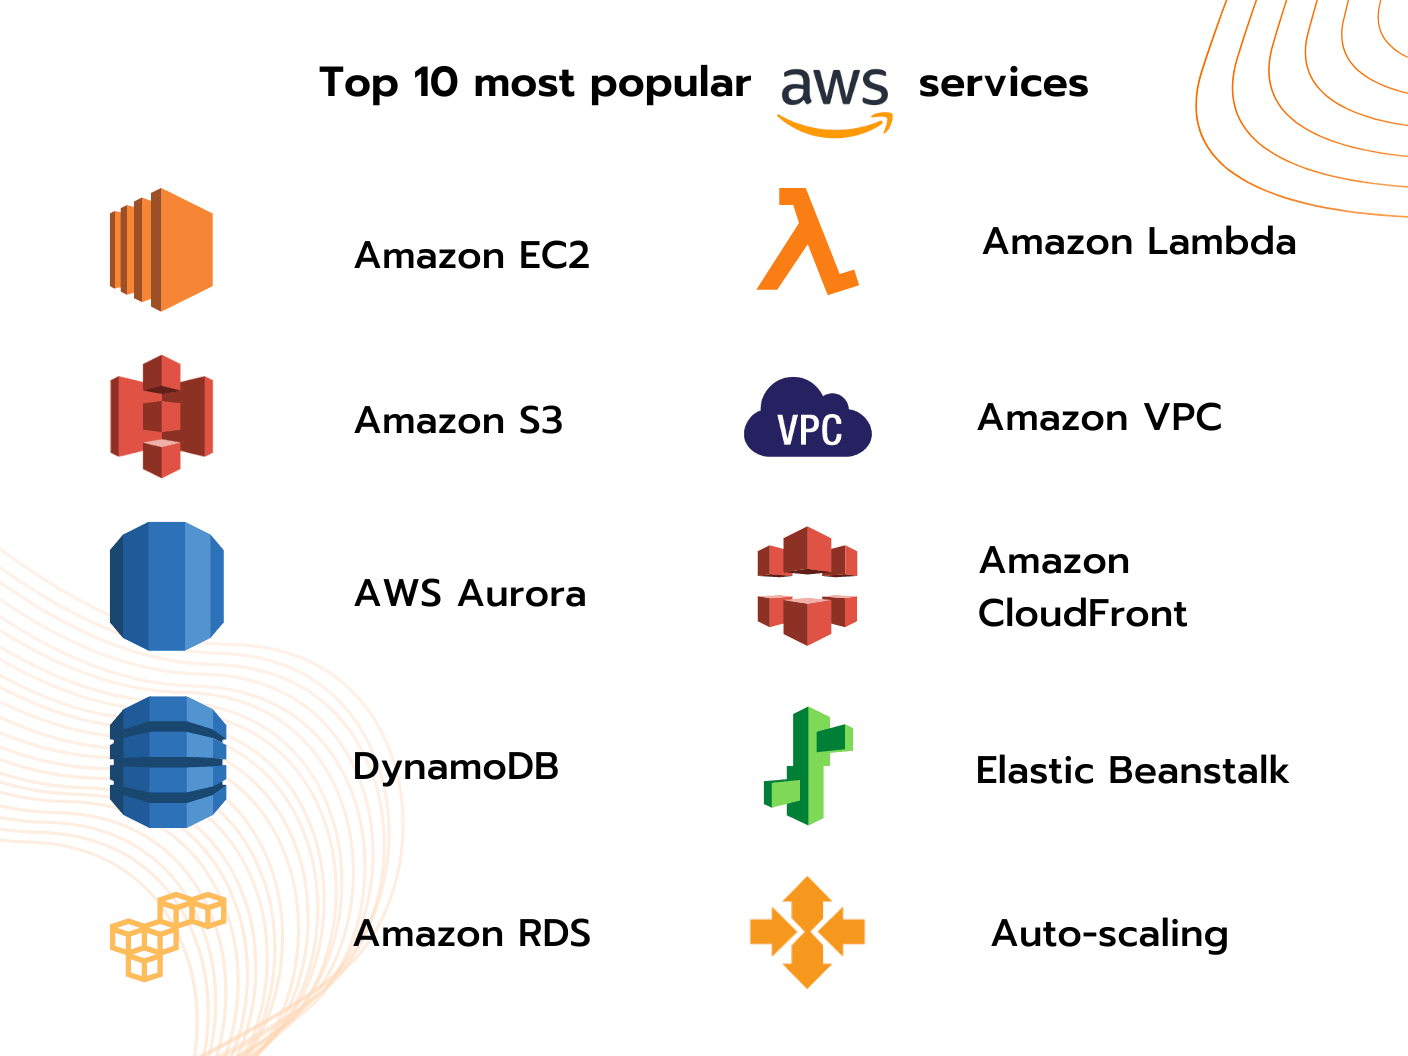 Top 10 most popular aws services
Amazon EC2
Amazon Lambda
Amazon S3
VPC
Amazon VPC
AWS Aurora
Amazon
CloudFront
DynamoDB
Elastic Beanstalk
Amazon RDS
Auto-scaling